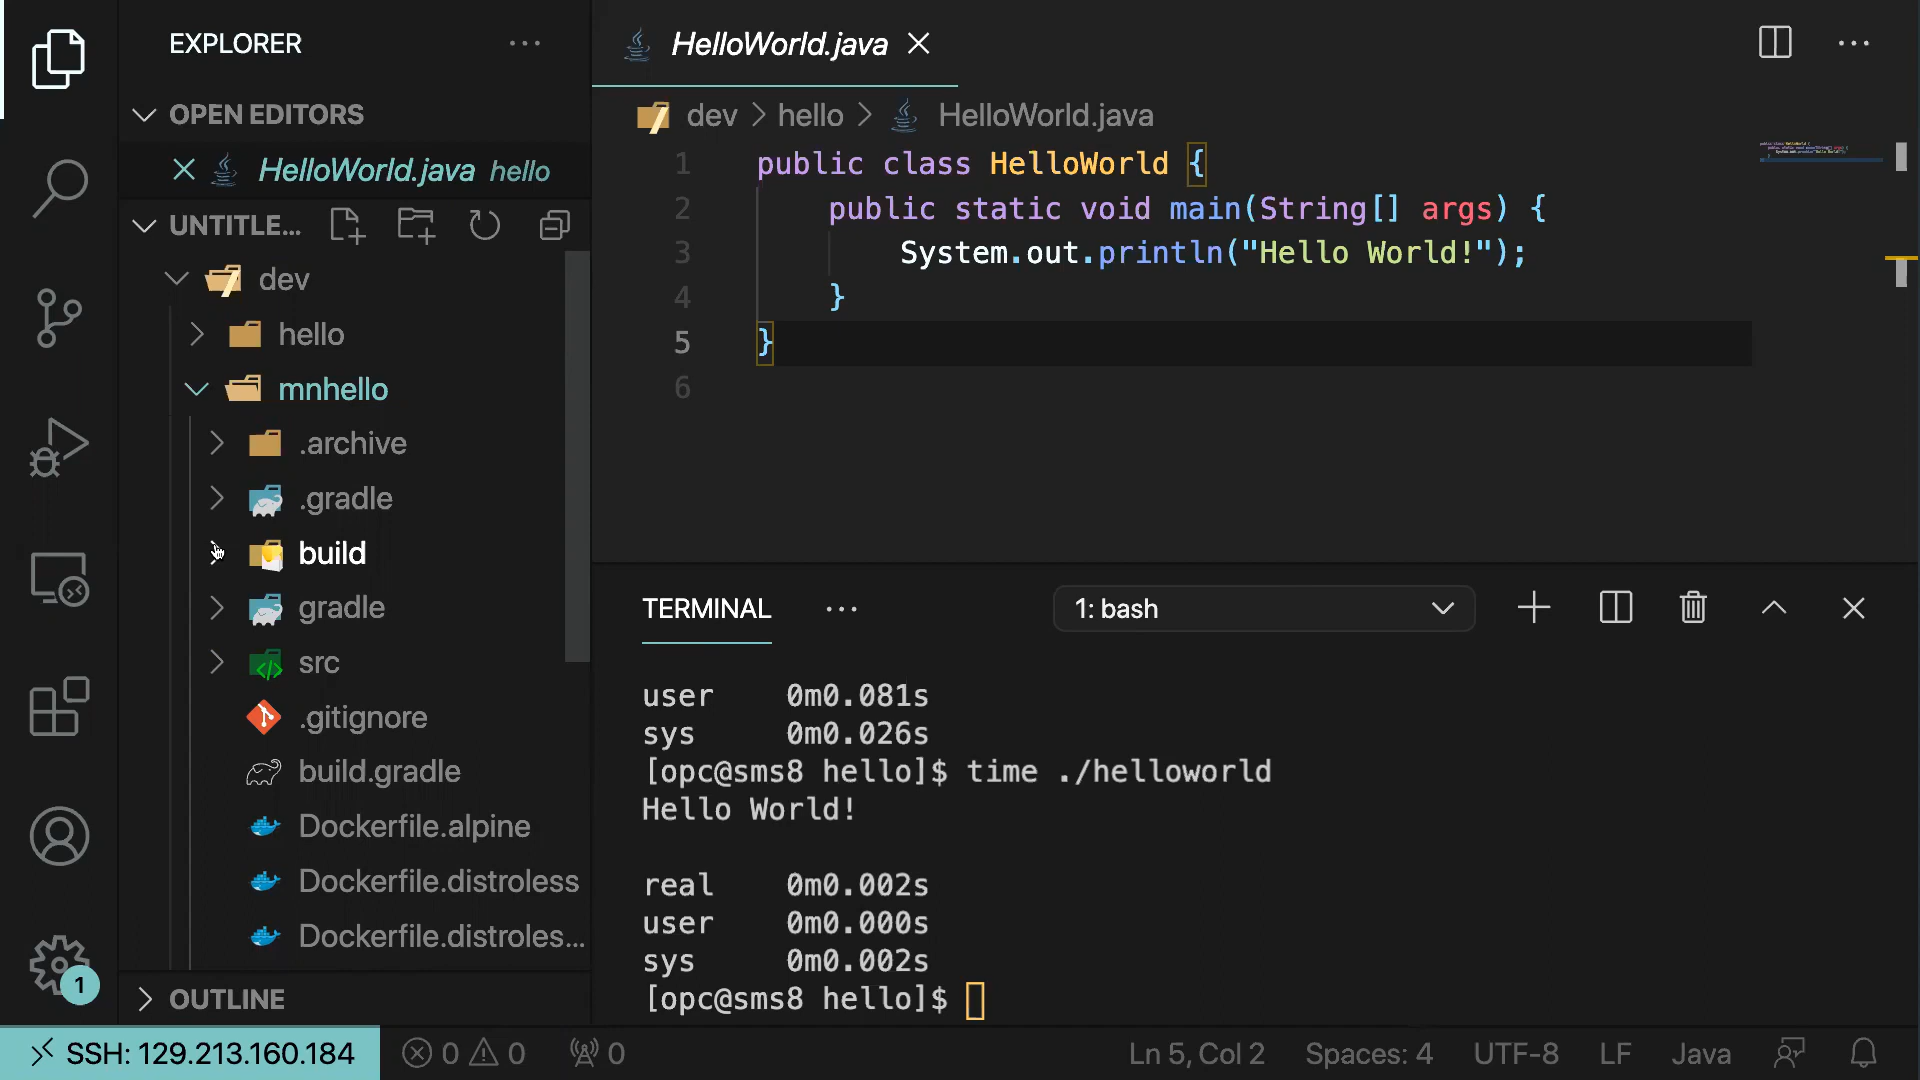 EXPLORER
OPEN EDITORS
HelloWorld.java hello
UNTITLE...
dev
hello
mnhello
.archive
.gradle
build
gradle
src
.gitignore
build.gradle
Dockerfile.alpine
Dockerfile.distroless
Dockerfile.distroles...
OUTLINE
1
HelloWorld.java
dev > hello > HelloWorld.java
1 public class HelloWorld {
2 public static void main(String[] args) {
3 System.out.println("Hello World!");
4 }
5 }
6
TERMINAL ... 1: bash
user 0m0.081s
sys 0m0.026s
[opc@sms8 hello]$ time ./helloworld
Hello World!
real 0m0.002s
user 0m0.000s
sys 0m0.002s
[opc@sms8 hello]$
SSH: 129.213.160.184 0 0 0 Ln 5, Col 2 Spaces: 4 UTF-8 LF Java